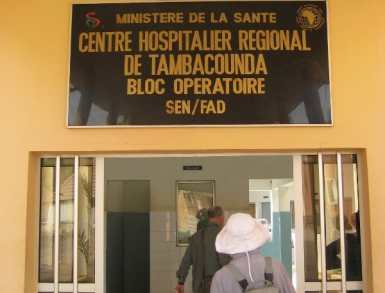 MINISTERE DE LA SANTE
CENTRE HOSPITALIER REGIONAL
DE TAMBACOUNDA
BLOC OPERATOIRE
SEN/FAD